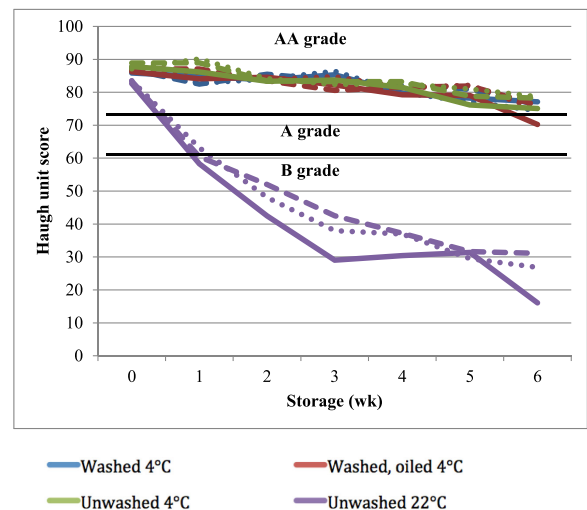 100
AA grade
90
80
70
A grade
60
B grade
50
40
30
20
10
0
Haugh unit score
0 1 2 3 4 5 6
Storage (wk)
Washed 4°C
Washed, oiled 4°C
Unwashed 4°C
Unwashed 22°C